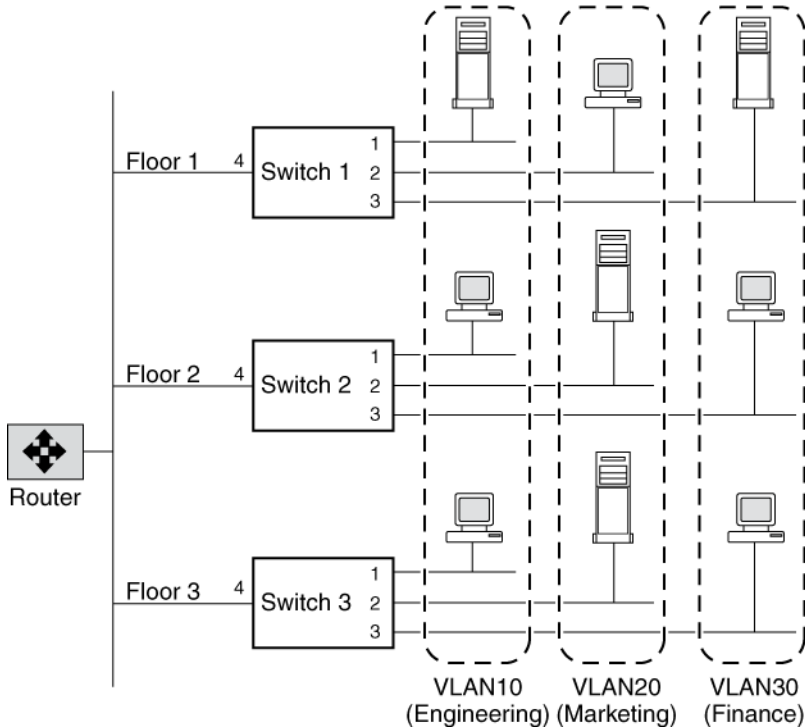 Floor 1
4
Switch 1
1
2
3
Floor 2
4
Switch 2
1
2
3
Router
Floor 3
4
Switch 3
1
2
3
VLAN10
(Engineering)
VLAN20
(Marketing)
VLAN30
(Finance)